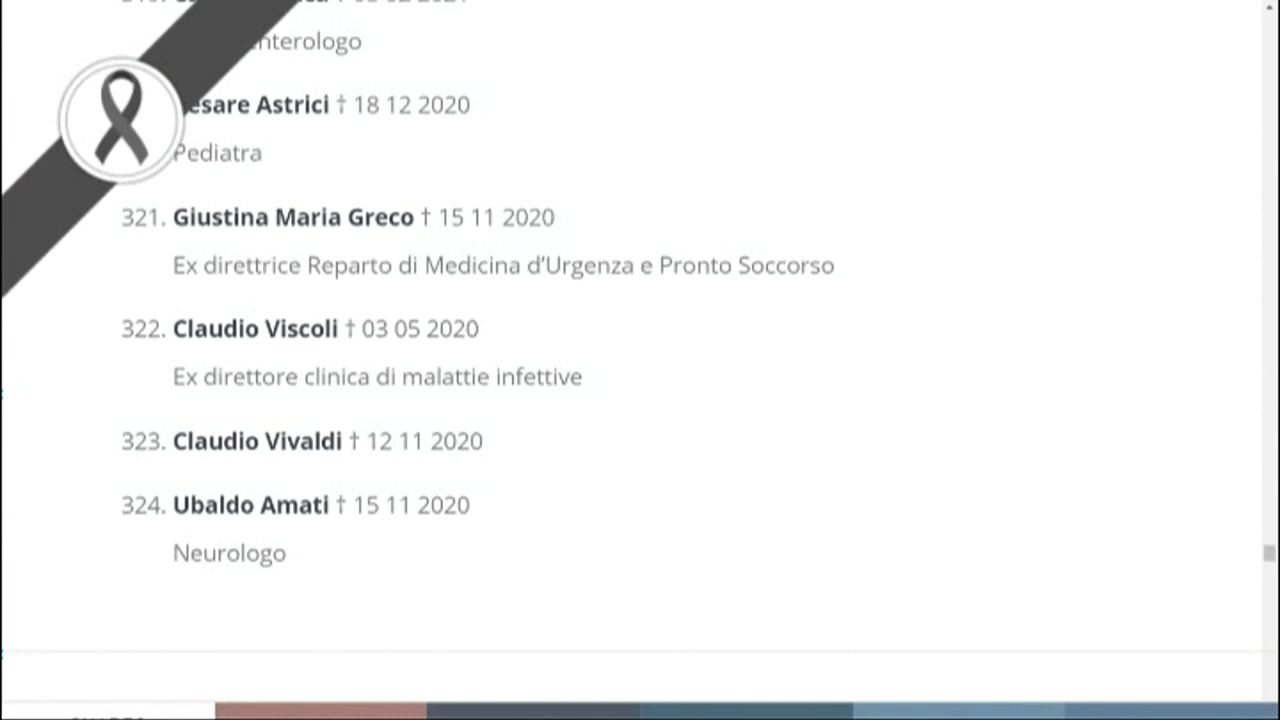 nterologo
esare Astrici † 18 12 2020
Pediatra
321. Giustina Maria Greco † 15 11 2020
Ex direttrice Reparto di Medicina d'Urgenza e Pronto Soccorso
322. Claudio Viscoli † 03 05 2020
Ex direttore clinica di malattie infettive
323. Claudio Vivaldi † 12 11 2020
324. Ubaldo Amati † 15 11 2020
Neurologo